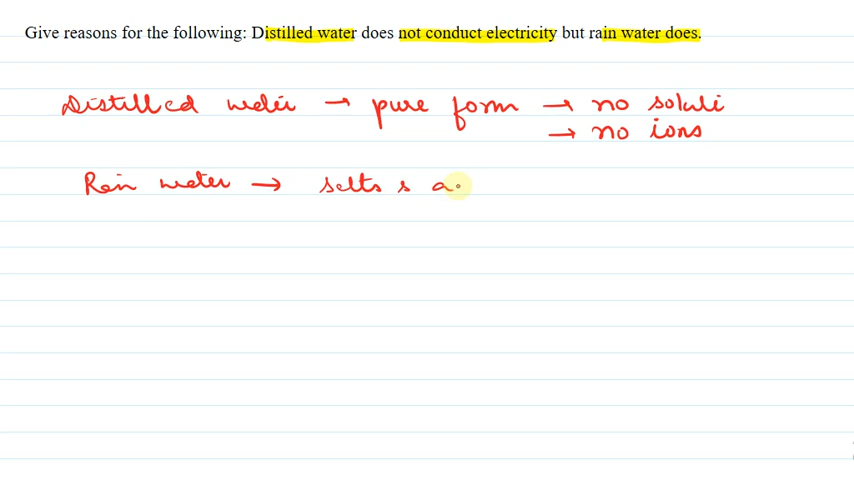 Give reasons for the following: Distilled water does not conduct electricity but rain water does.
Distilled water → pure form → no solute
→ no ions
Rain water → salts & a